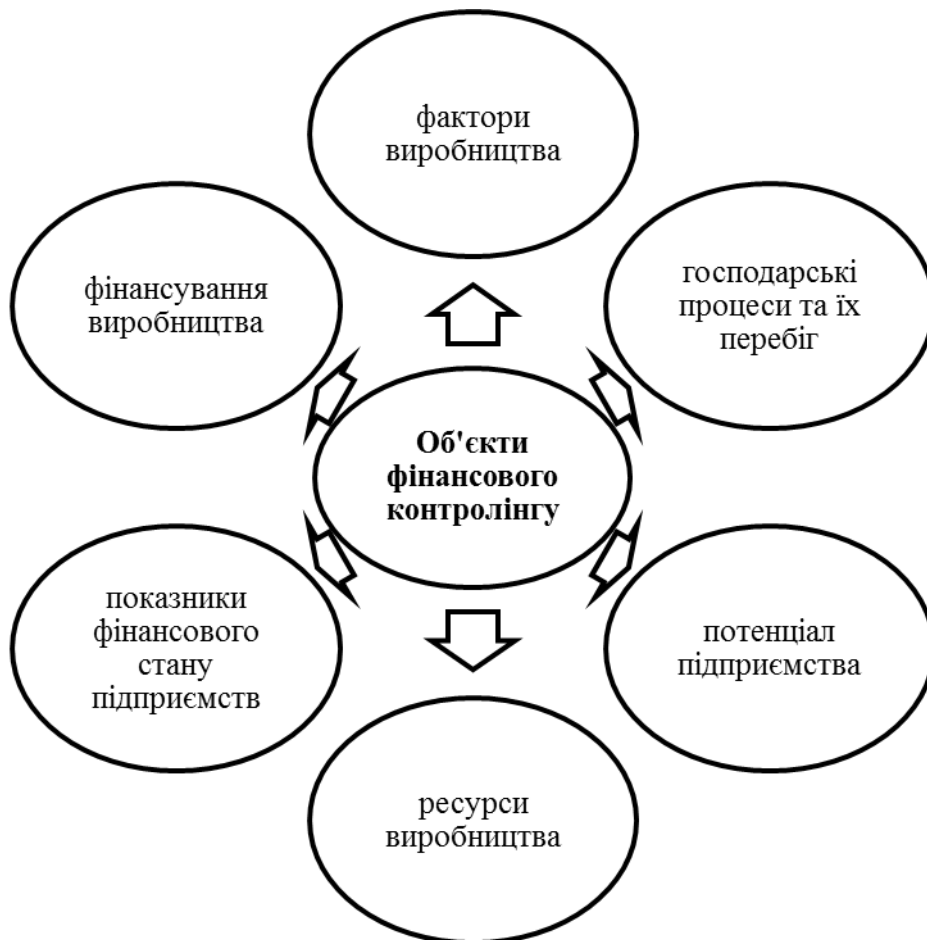 фактори
виробництва
фінансування
виробництва
господарські
процеси та їх
перебіг
Об'єкти
фінансового
контролінгу
показники
фінансового
стану
підприємств
потенціал
підприємства
ресурси
виробництва